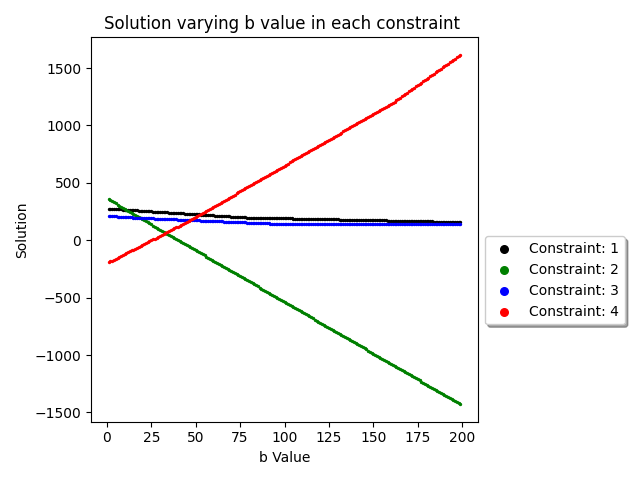 Solution varying b value in each constraint
1500
1000
500
0
−500
−1000
−1500
Solution
0 25 50 75 100 125 150 175 200
b Value
Constraint: 1
Constraint: 2
Constraint: 3
Constraint: 4